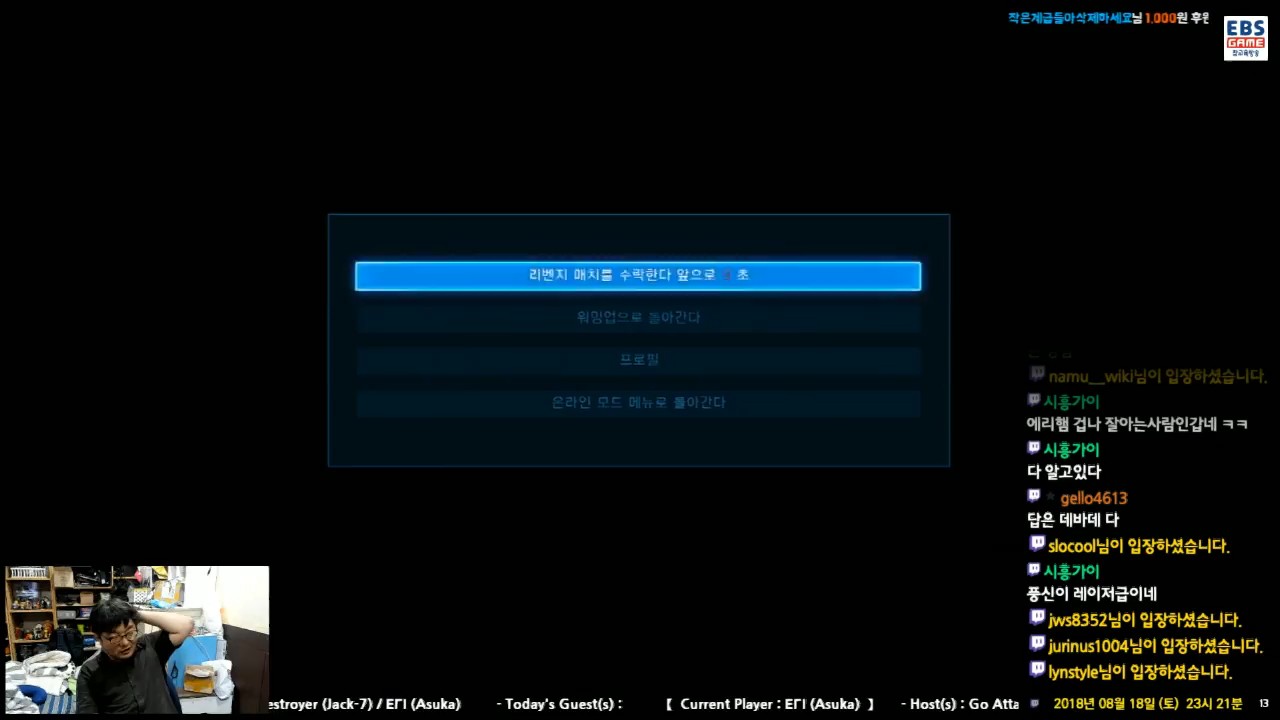 작은계급들아삭제하세요님 1,000원 후원
EBS
GAME
참교육방송
리벤지 매치를 수락한다 앞으로 초
워밍업으로 돌아간다
프로필
온라인 모드 메뉴로 돌아간다
namu__wiki님이 입장하셨습니다.
시흥가이
에리햄 겁나 잘아는사람인갑네 ㅋㅋ
시흥가이
다 알고있다
gello4613
답은 데바데 다
slocool님이 입장하셨습니다.
시흥가이
풍신이 레이저급이네
jws8352님이 입장하셨습니다.
jurinus1004님이 입장하셨습니다.
lynstyle님이 입장하셨습니다.
estroyer (Jack-7) / EΓI (Asuka) - Today's Guest(s) : 【 Current Player : EΓI (Asuka) 】 - Host(s) : Go Atta 2018년 08월 18일 (토) 23시 21분 13